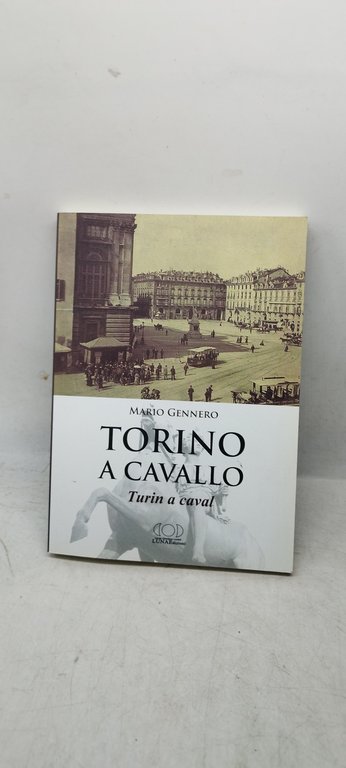 Mario Gennero
TORINO
A CAVALLO
Turin a caval